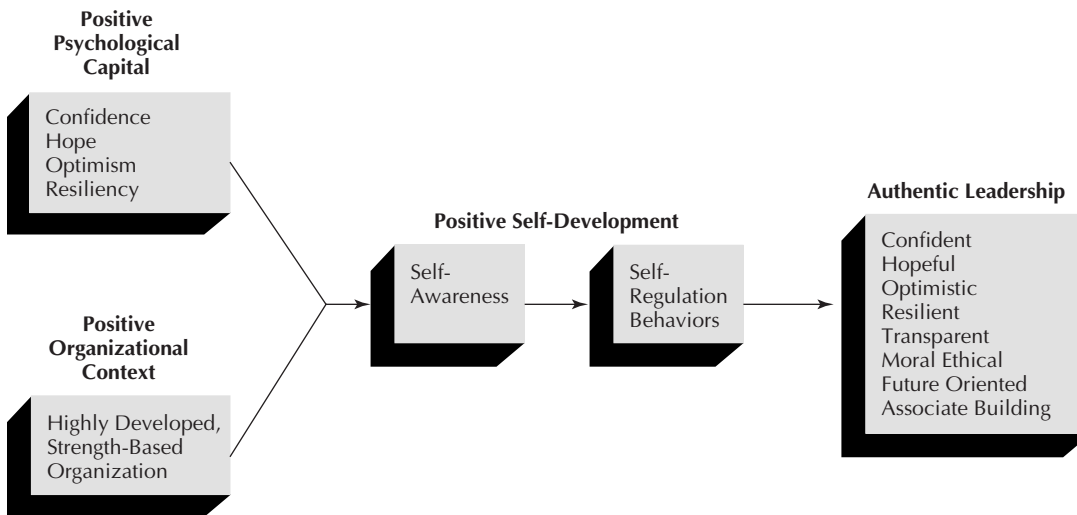 Positive
Psychological
Capital
Confidence
Hope
Optimism
Resiliency
Positive
Organizational
Context
Highly Developed,
Strength-Based
Organization
Positive Self-Development
Self-
Awareness
Self-
Regulation
Behaviors
Authentic Leadership
Confident
Hopeful
Optimistic
Resilient
Transparent
Moral Ethical
Future Oriented
Associate Building